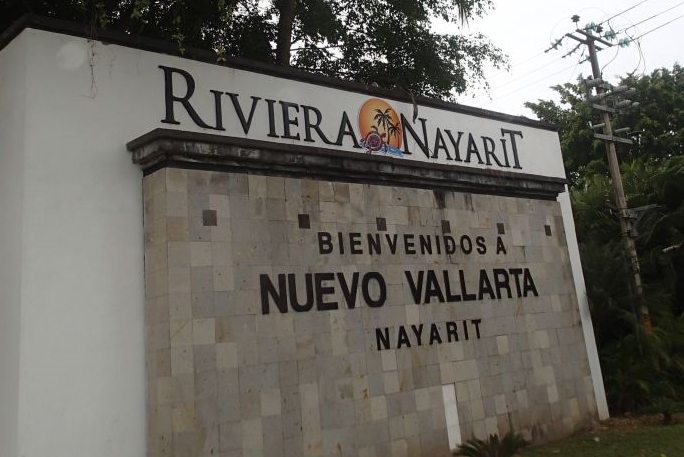 RIVIERA NAYARIT
BIENVENIDOS A
NUEVO VALLARTA
NAYARIT